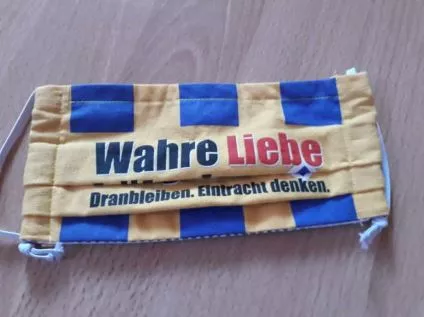 Wahre Liebe
Dranbleiben. Eintracht denken.